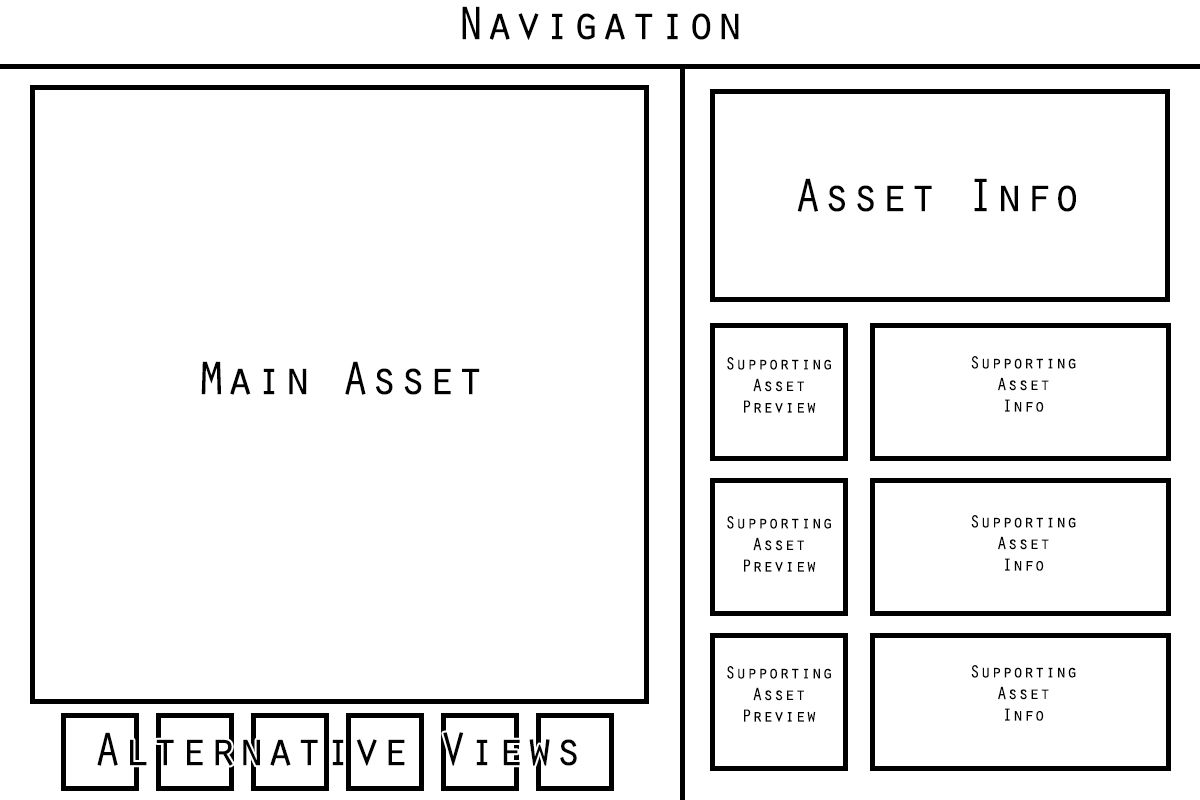 Navigation
Main Asset
Alternative Views
Asset Info
Supporting
Asset
Preview
Supporting
Asset
Info
Supporting
Asset
Preview
Supporting
Asset
Info
Supporting
Asset
Preview
Supporting
Asset
Info